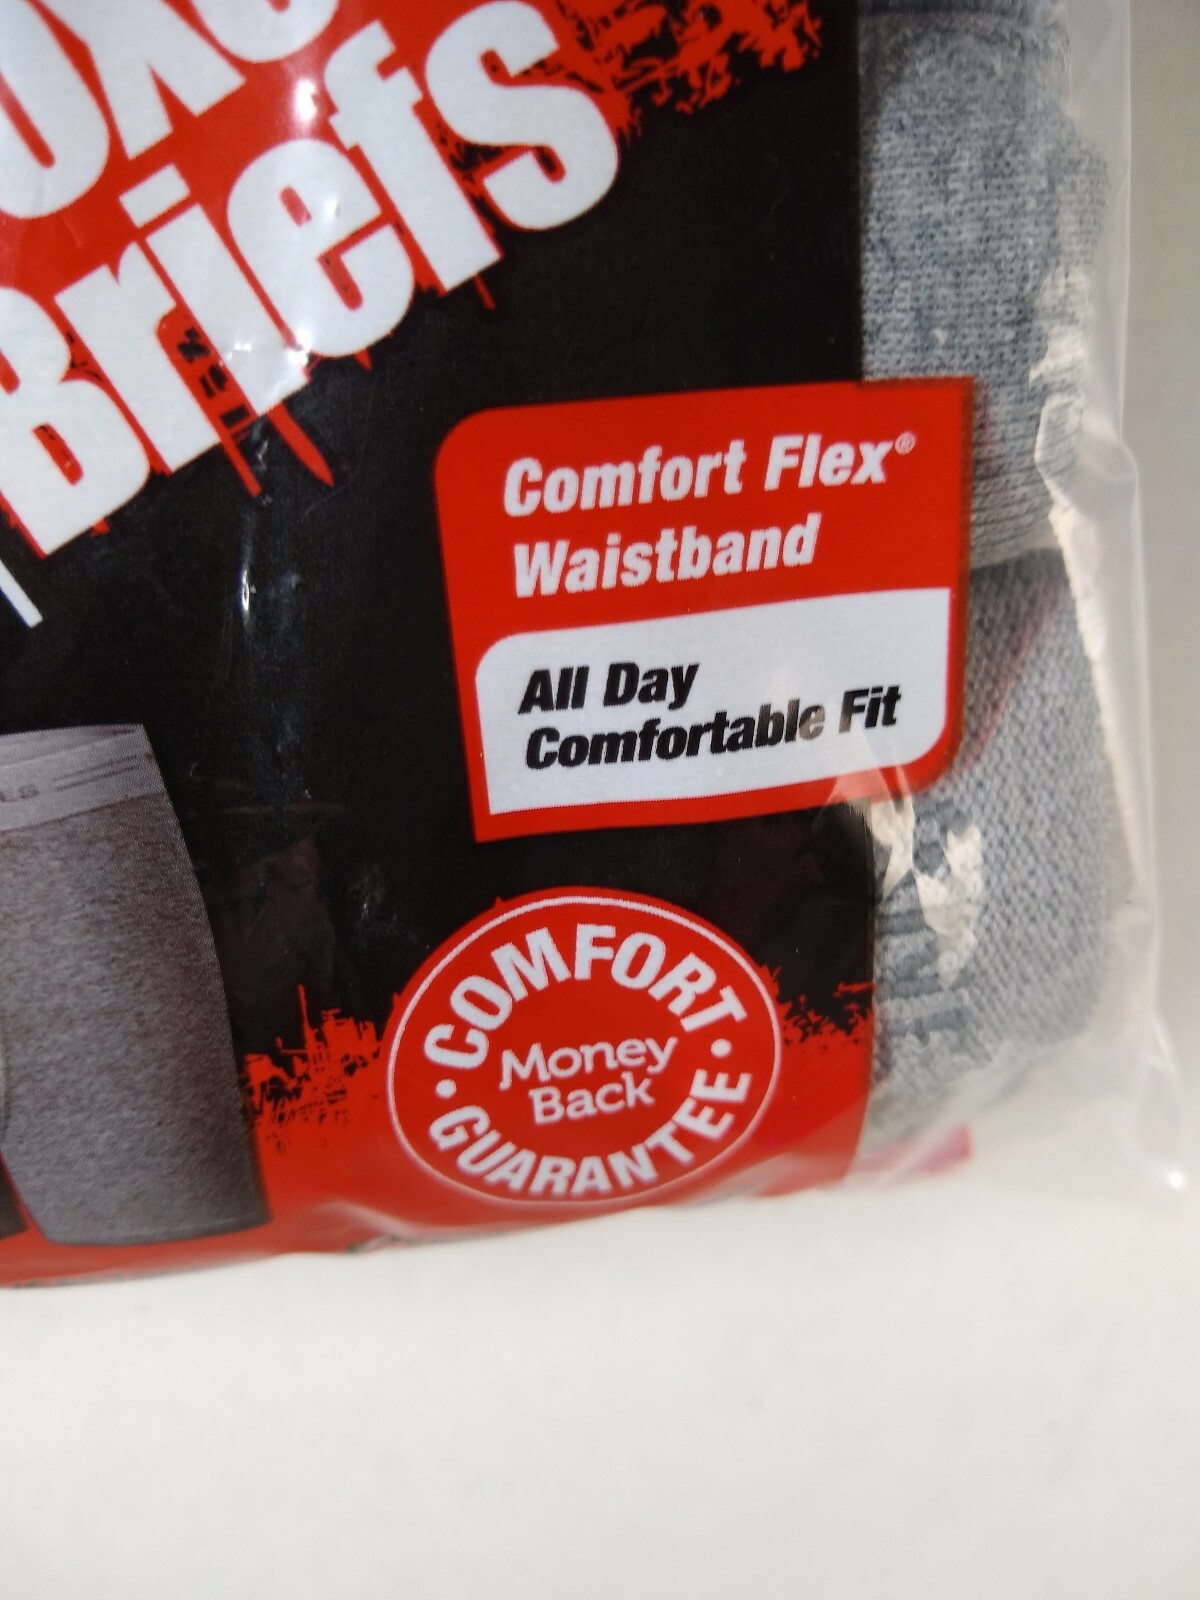 Briefs
Comfort Flex®
Waistband
All Day
Comfortable Fit
COMFORT
Money
Back
GUARANTEE